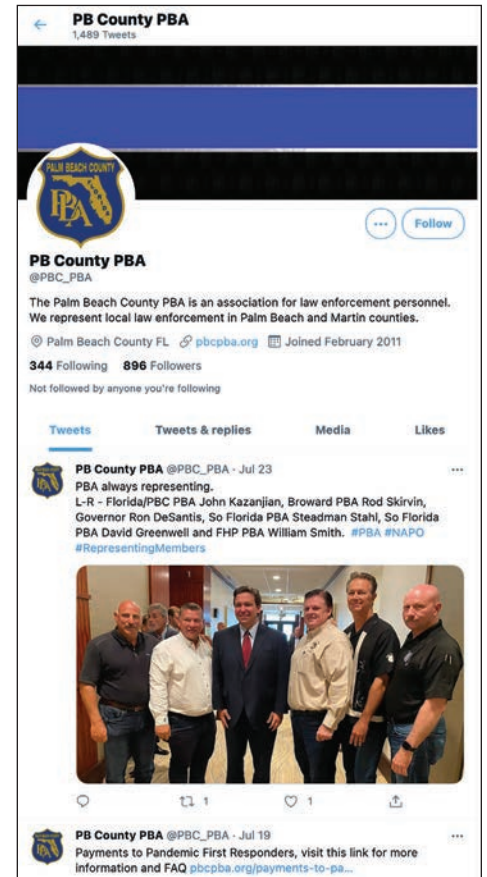 PB County PBA
1,489 Tweets
PALM BEACH COUNTY
FLORIDA
PBA
Follow
PB County PBA
@PBC_PBA
The Palm Beach County PBA is an association for law enforcement personnel.
We represent local law enforcement in Palm Beach and Martin counties.
Palm Beach County FL pbcpba.org Joined February 2011
344 Following 896 Followers
Not followed by anyone you're following
Tweets Tweets & replies Media Likes
PB County PBA @PBC_PBA · Jul 23
PBA always representing.
L-R - Florida/PBC PBA John Kazanjian, Broward PBA Rod Skirvin,
Governor Ron DeSantis, So Florida PBA Steadman Stahl, So Florida
PBA David Greenwell and FHP PBA William Smith. #PBA #NAPO
#RepresentingMembers
1 1
PB County PBA @PBC_PBA · Jul 19
Payments to Pandemic First Responders, visit this link for more
information and FAQ pbcpba.org/payments-to-pa...